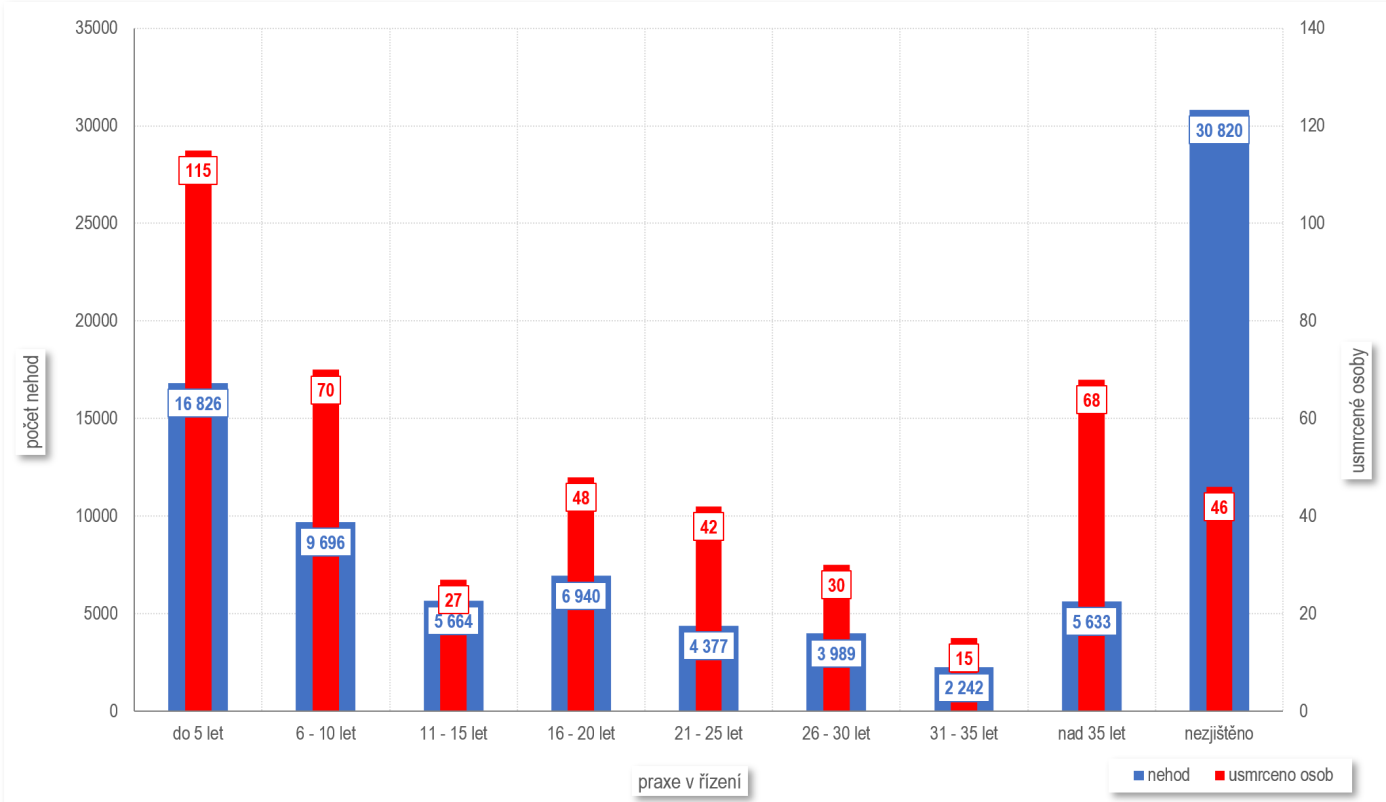 35000
30000
25000
20000
15000
10000
5000
0
počet nehod
140
120
100
80
60
40
20
0
usmrcené osoby
115
16 826
70
9 696
27
5 664
48
6 940
42
4 377
30
3 989
15
2 242
68
5 633
30 820
46
do 5 let
6 - 10 let
11 - 15 let
16 - 20 let
21 - 25 let
26 - 30 let
31 - 35 let
nad 35 let
nezjištěno
praxe v řízení
nehod
usmrceno osob